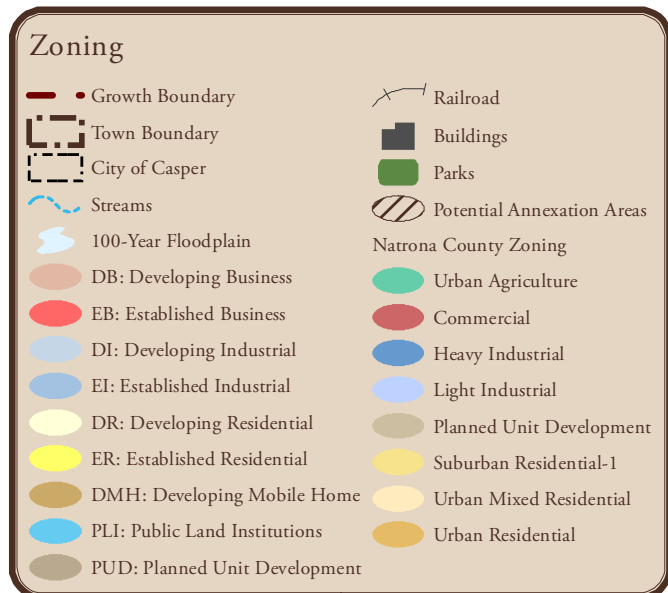 Zoning
Growth Boundary
Town Boundary
City of Casper
Streams
100-Year Floodplain
DB: Developing Business
EB: Established Business
DI: Developing Industrial
EI: Established Industrial
DR: Developing Residential
ER: Established Residential
DMH: Developing Mobile Home
PLI: Public Land Institutions
PUD: Planned Unit Development
Railroad
Buildings
Parks
Potential Annexation Areas
Natrona County Zoning
Urban Agriculture
Commercial
Heavy Industrial
Light Industrial
Planned Unit Development
Suburban Residential-1
Urban Mixed Residential
Urban Residential